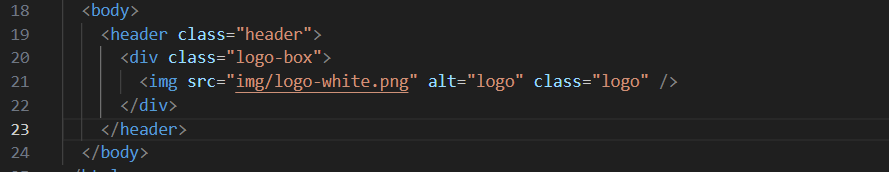 18 <body>
19 <header class="header">
20 <div class="logo-box">
21 <img src="img/logo-white.png" alt="logo" class="logo" />
22 </div>
23 </header>
24 </body>